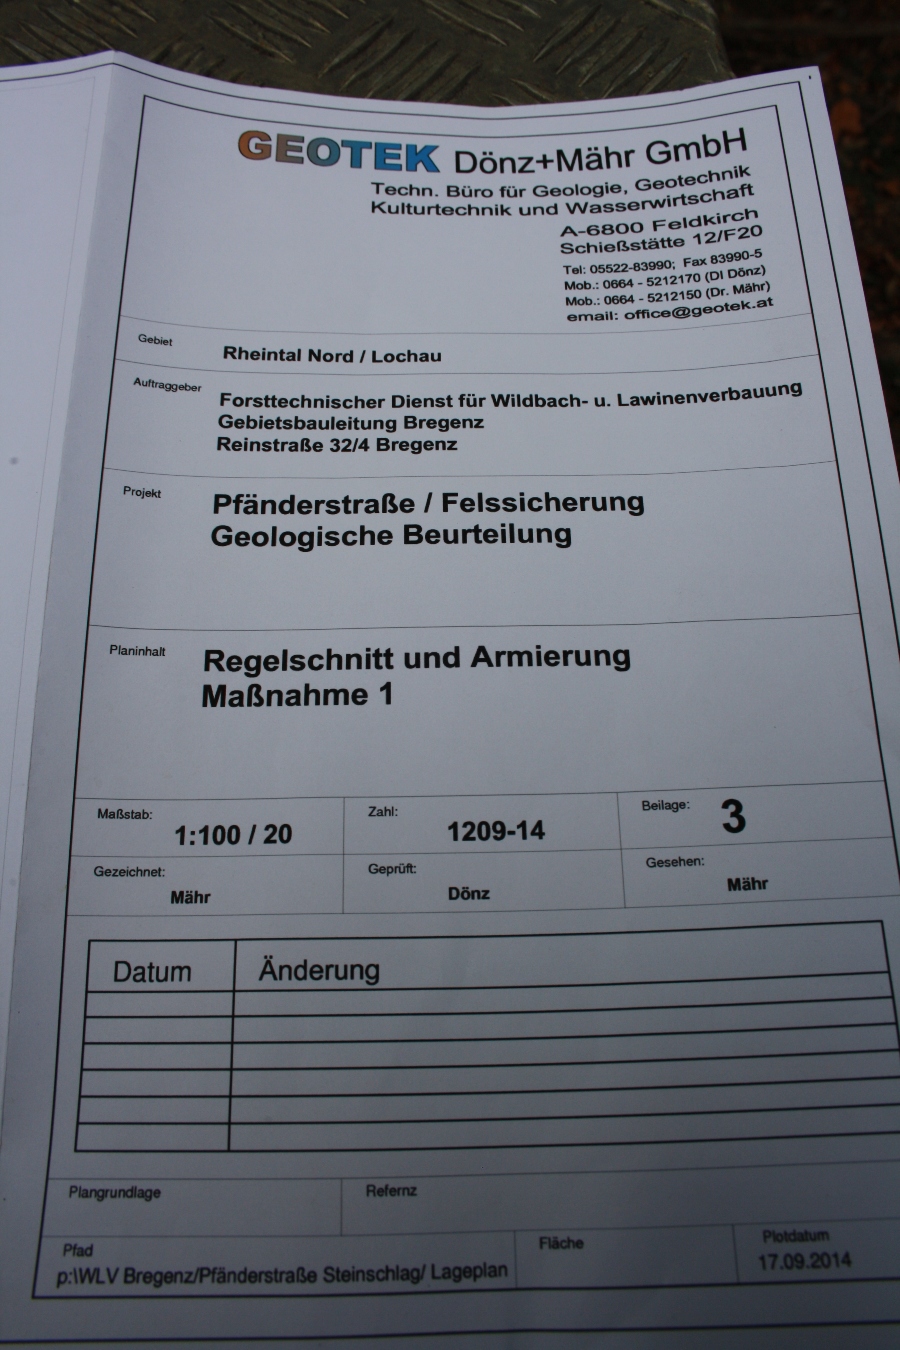 GEOTEK Dönz+Mähr GmbH
Techn. Büro für Geologie, Geotechnik
Kulturtechnik und Wasserwirtschaft
A-6800 Feldkirch
Schießstätte 12/F20
Tel: 05522-83990; Fax 83990-5
Mob.: 0664 - 5212170 (DI Dönz)
Mob.: 0664 - 5212150 (Dr. Mähr)
email: office@geotek.at
Gebiet
Rheintal Nord / Lochau
Auftraggeber
Forsttechnischer Dienst für Wildbach- u. Lawinenverbauung
Gebietsbauleitung Bregenz
Reinstraße 32/4 Bregenz
Projekt
Pfänderstraße / Felssicherung
Geologische Beurteilung
Planinhalt
Regelschnitt und Armierung
Maßnahme 1
Maßstab:
1:100 / 20
Zahl:
1209-14
Beilage:
3
Gezeichnet:
Mähr
Geprüft:
Dönz
Gesehen:
Mähr
Datum
Änderung
Plangrundlage
Refernz
Pfad
p:\WLV Bregenz/Pfänderstraße Steinschlag/ Lageplan
Fläche
Plotdatum
17.09.2014